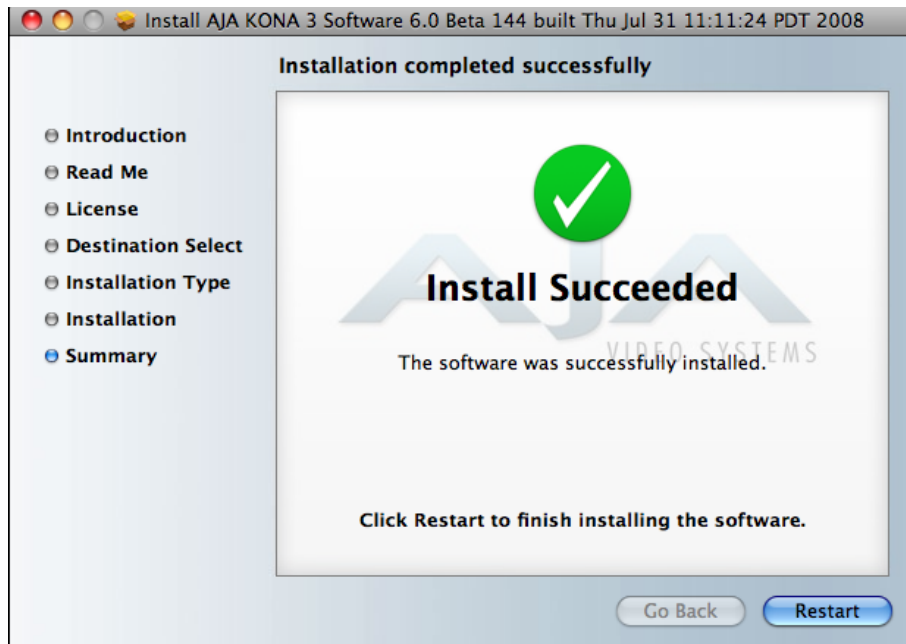 Install AJA KONA 3 Software 6.0 Beta 144 built Thu Jul 31 11:11:24 PDT 2008
Installation completed successfully
Introduction
Read Me
License
Destination Select
Installation Type
Installation
Summary
AJA
VIDEO SYSTEMS
Install Succeeded
The software was successfully installed.
Click Restart to finish installing the software.
Go Back
Restart